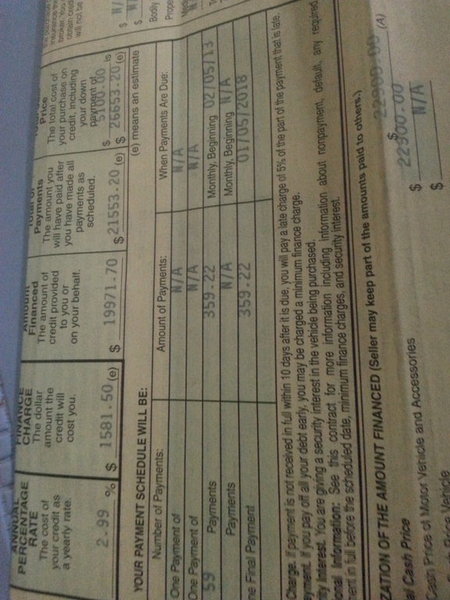 ANNUAL
PERCENTAGE
RATE
The cost of
your credit as
a yearly rate.
2.99 %
FINANCE
CHARGE
The dollar
amount the
credit will
cost you.
$ 1581.50 (e)
Amount
Financed
The amount of
credit provided
to you or
on your behalf.
$ 19971.70
Payments
The amount you
will have paid after
you have made all
payments as
scheduled.
$ 21553.20 (e)
Price
The total cost of
your purchase on
credit, including
your down
payment of
5100.00 is
$ 26653.20 (e)
(e) means an estimate
YOUR PAYMENT SCHEDULE WILL BE:
Number of Payments: Amount of Payments: When Payments Are Due:
One Payment of N/A N/A
One Payment of N/A N/A
59 Payments 359.22 Monthly, Beginning 02/05/13
Payments N/A Monthly, Beginning N/A
One Final Payment 359.22 01/05/2018
Charge. If payment is not received in full within 10 days after it is due, you will pay a late charge of 5% of the part of the payment that is late.
ayment. If you pay off all your debt early, you may be charged a minimum finance charge.
ity Interest. You are giving a security interest in the vehicle being purchased.
onal Information: See this contract for more information including information about nonpayment, default, any required
ment in full before the scheduled date, minimum finance charges, and security interest.
ZATION OF THE AMOUNT FINANCED (Seller may keep part of the amounts paid to others.)
al Cash Price $ 22900.00 (A)
Cash Price of Motor Vehicle and Accessories $ 22900.00
Price Vehicle $ N/A